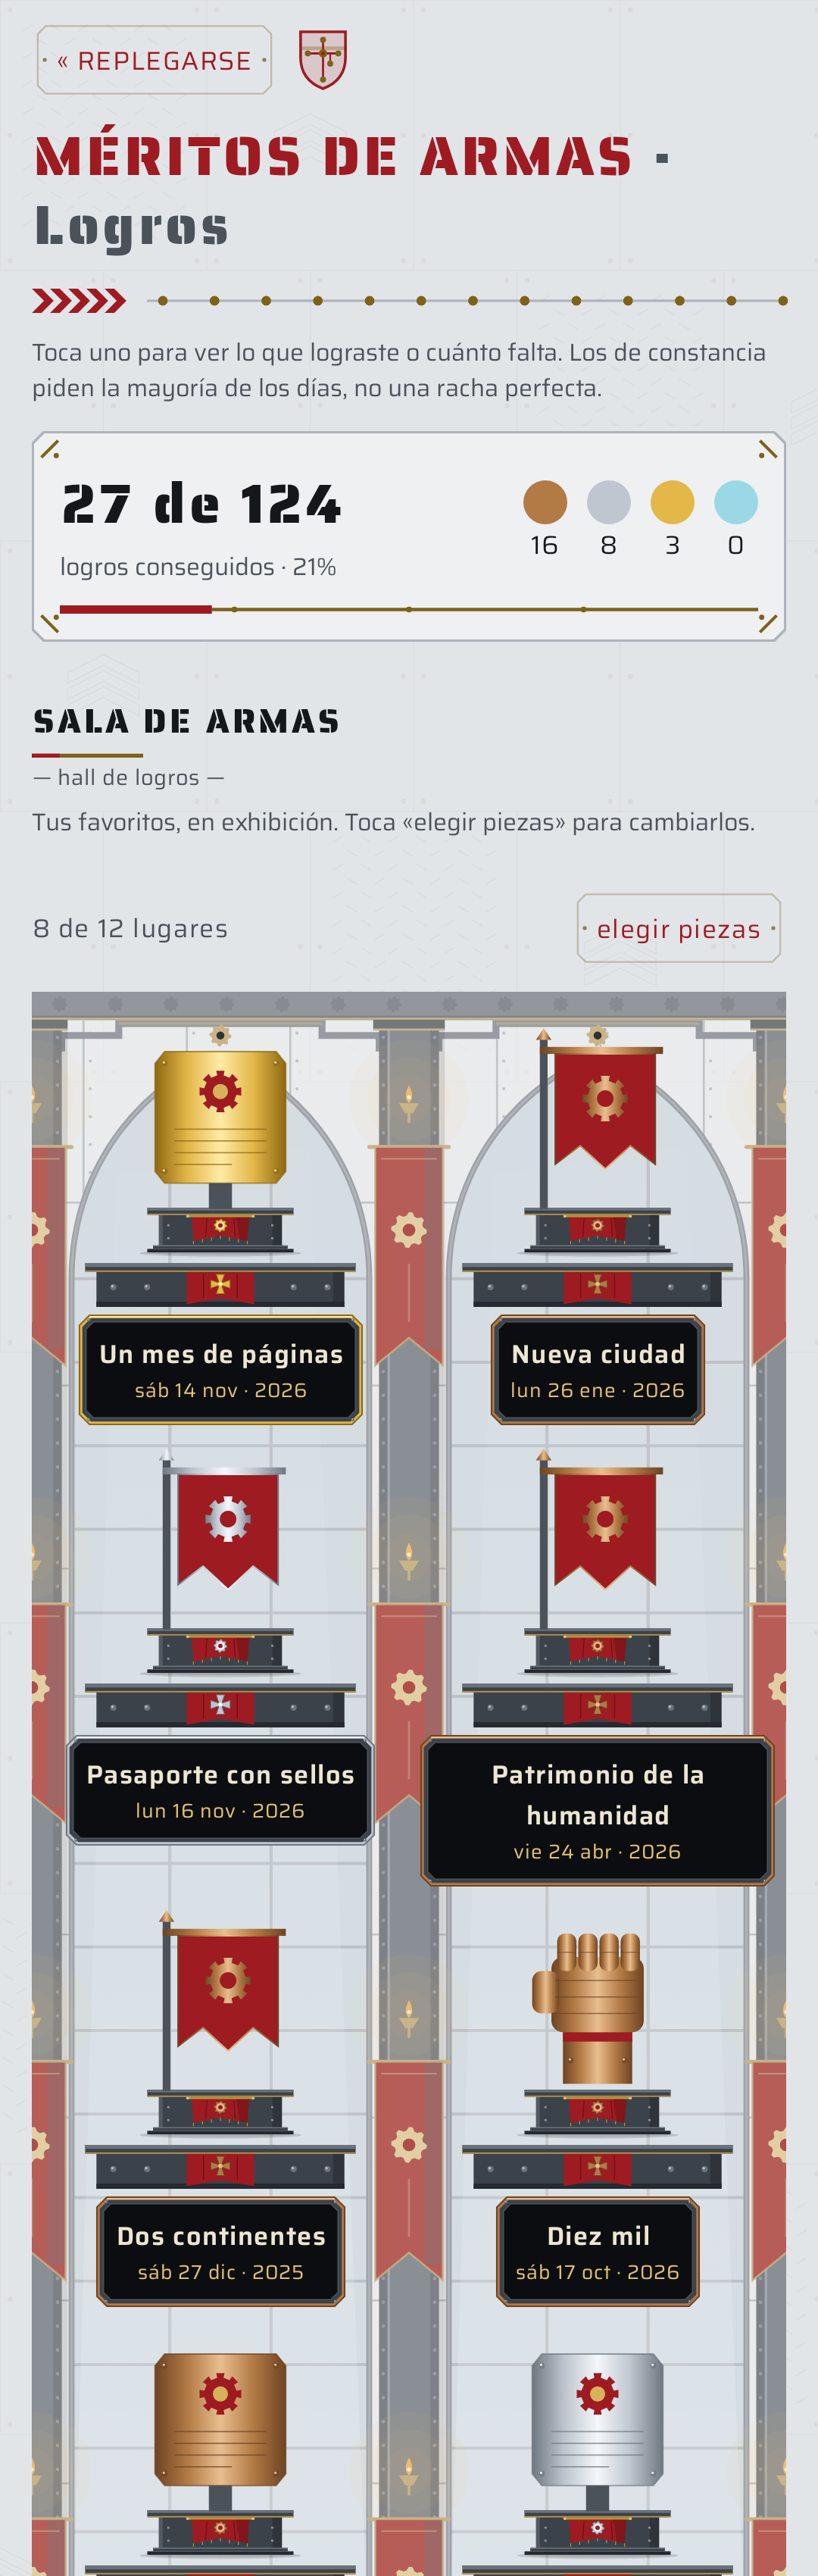 « REPLEGARSE
MÉRITOS DE ARMAS ·
Logros
Toca uno para ver lo que lograste o cuánto falta. Los de constancia
piden la mayoría de los días, no una racha perfecta.
27 de 124
logros conseguidos · 21%
16 8 3 0
SALA DE ARMAS
— hall de logros —
Tus favoritos, en exhibición. Toca «elegir piezas» para cambiarlos.
8 de 12 lugares
elegir piezas
Un mes de páginas
sáb 14 nov · 2026
Nueva ciudad
lun 26 ene · 2026
Pasaporte con sellos
lun 16 nov · 2026
Patrimonio de la
humanidad
vie 24 abr · 2026
Dos continentes
sáb 27 dic · 2025
Diez mil
sáb 17 oct · 2026